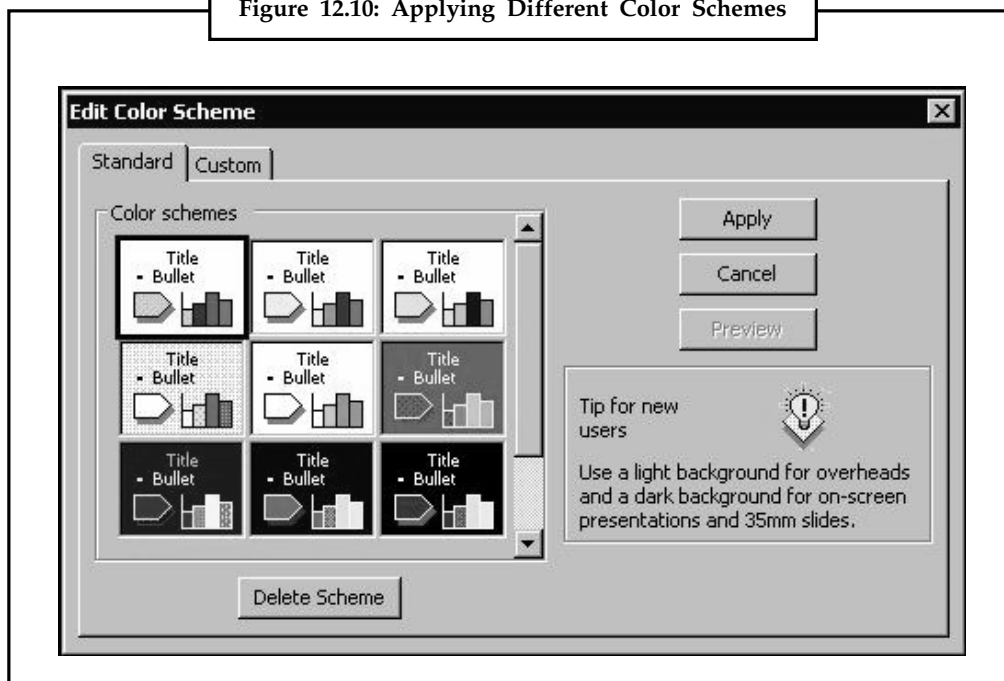 Figure 12.10: Applying Different Color Schemes
Edit Color Scheme
Standard
Custom
Color schemes
Title
- Bullet
Title
- Bullet
Title
- Bullet
Title
- Bullet
Title
- Bullet
Title
- Bullet
Title
- Bullet
Title
- Bullet
Title
- Bullet
Delete Scheme
Apply
Cancel
Preview
Tip for new
users
Use a light background for overheads
and a dark background for on-screen
presentations and 35mm slides.